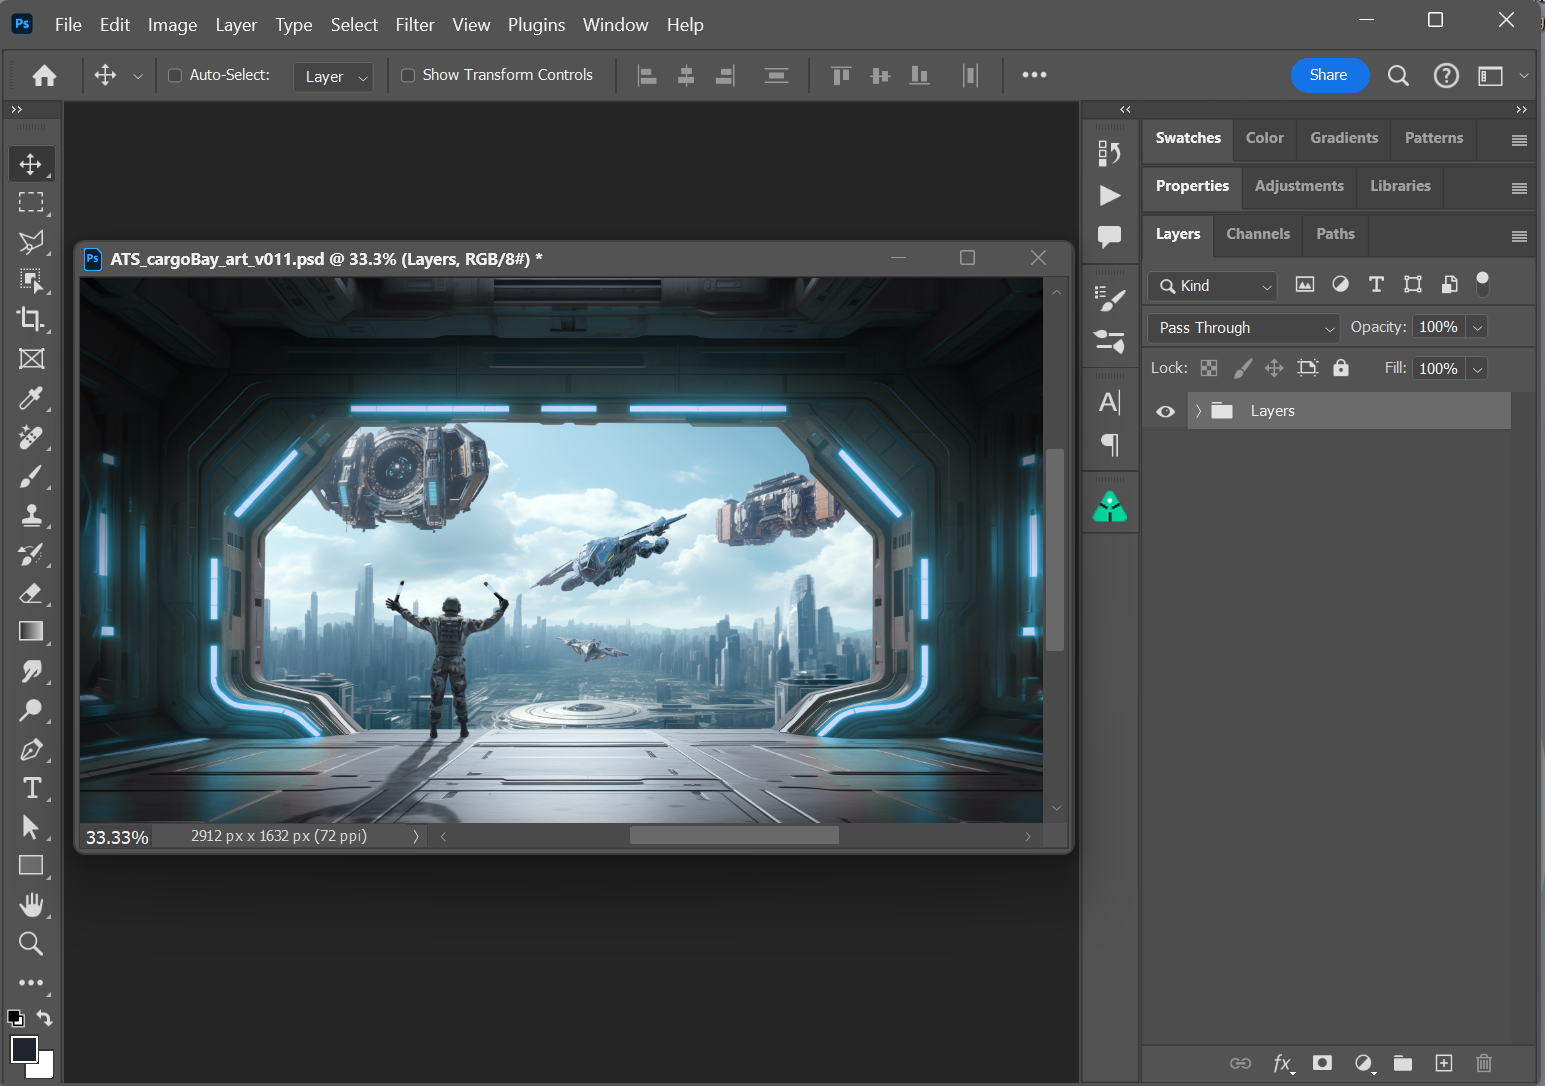 Ps File Edit Image Layer Type Select Filter View Plugins Window Help
Auto-Select: Layer Show Transform Controls Share
Swatches Color Gradients Patterns
Properties Adjustments Libraries
Layers Channels Paths
Kind
Pass Through Opacity: 100%
Lock: Fill: 100%
Layers
Ps ATS_cargoBay_art_v011.psd @ 33.3% (Layers, RGB/8#) *
33.33% 2912 px x 1632 px (72 ppi)